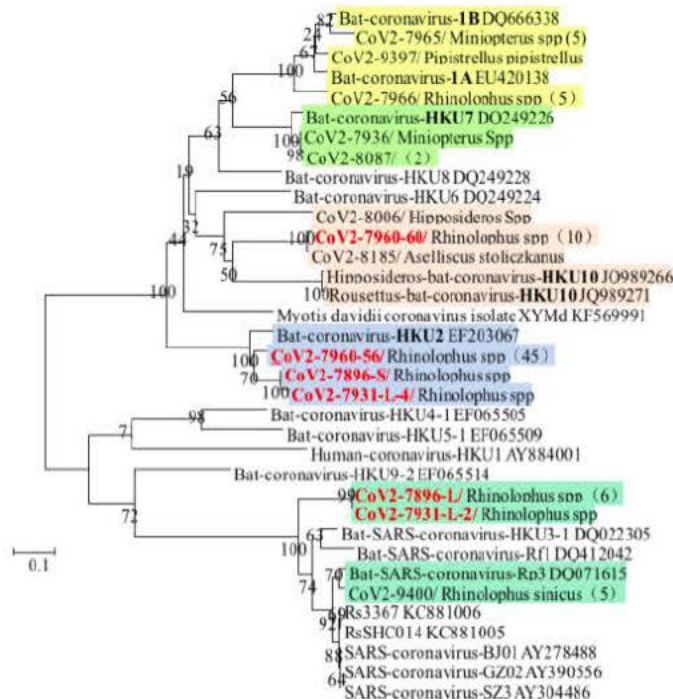 82
Bat-coronavirus-1B DQ666338
24
CoV2-7965/ Miniopterus spp(5)
67
CoV2-9397/ Pipistrellus pipistrellus
100
Bat-coronavirus-1A EU420138
56
CoV2-7966/ Rhinolophus spp (5)
Bat-coronavirus-HKU7 DO249226
63
100
CoV2-7936/ Miniopterus Spp
98
CoV2-8087/ (2)
19
Bat-coronavirus-HKU8 DQ249228
Bat-coronavirus-HKU6 DQ249224
32
CoV2-8006/ Hipposideros Spp
44
100
CoV2-7960-60/ Rhinolophus spp (10)
75
CoV2-8185/ Aselliscus stoliczkanus
50
Hipposideros-bat-coronavirus-HKU10 JO989266
100
100
Rousettus-bat-coronavirus-HKU10 JQ989271
Myotis davidii coronavirus isolate XYMd KF569991
Bat-coronavirus-HKU2 EF203067
100
CoV2-7960-56/ Rhinolophus spp (45)
70
CoV2-7896-S/ Rhinolophus spp
100
CoV2-7931-L-4/ Rhinolophus spp
98
Bat-coronavirus-HKU4-1 EF065505
7
Bat-coronavirus-HKU5-1 EF065509
Human-coronavirus-HKU1 AY884001
Bat-coronavirus-HKU9-2 EF065514
99
CoV2-7896-L/ Rhinolophus spp (6)
72
CoV2-7931-L-2/ Rhinolophus spp
63
Bat-SARS-coronavirus-HKU3-1 DQ022305
100
Bat-SARS-coronavirus-Rf1 DQ412042
0.1
74
70
Bat-SARS-coronavirus-Rp3 DQ071615
CoV2-9400/ Rhinolophus sinicus (5)
Rs3367 KC881006
RsSHC014 KC881005
88
SARS-coronavirus-BJ01 AY278488
SARS-coronavirus-GZ02 AY390556
64
SARS-coronavirus-SZ3 AY304486